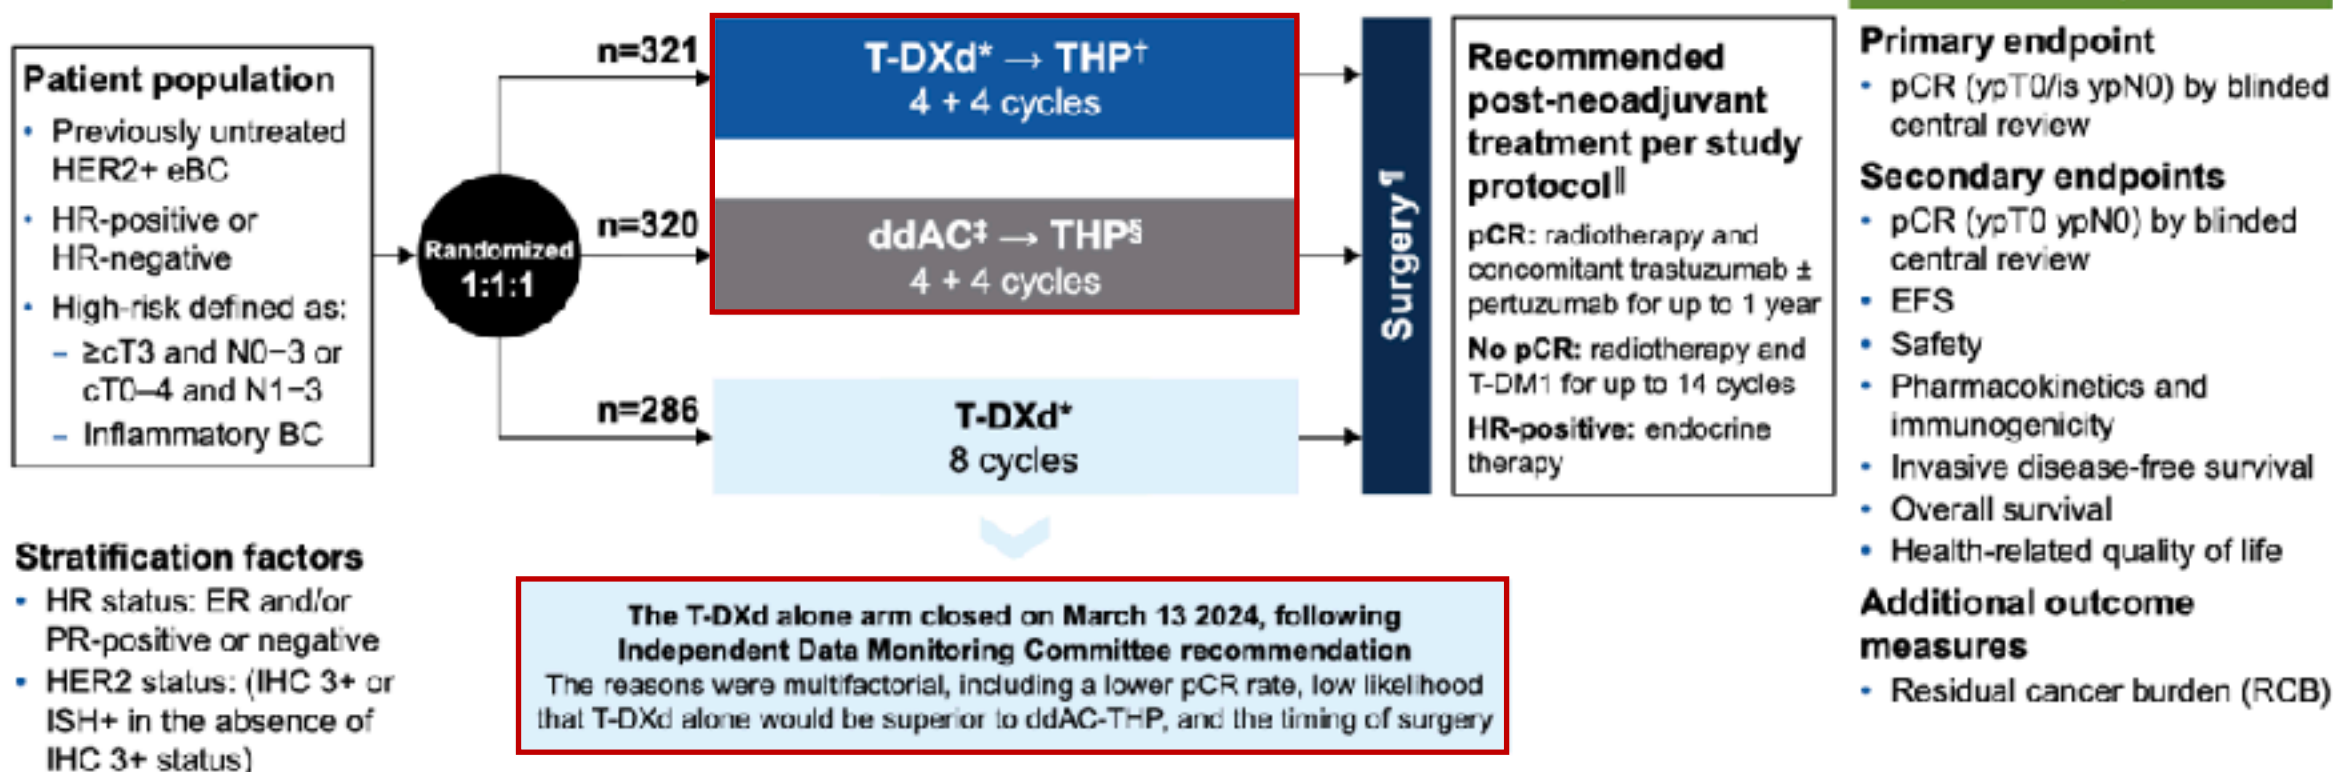 Patient population
• Previously untreated
HER2+ eBC
• HR-positive or
HR-negative
• High-risk defined as:
– ≥cT3 and N0–3 or
cT0–4 and N1–3
– Inflammatory BC
Stratification factors
• HR status: ER and/or
PR-positive or negative
• HER2 status: (IHC 3+ or
ISH+ in the absence of
IHC 3+ status)
Randomized
1:1:1
n=321
T-DXd* → THP†
4 + 4 cycles
n=320
ddAC‡ → THP§
4 + 4 cycles
n=286
T-DXd*
8 cycles
The T-DXd alone arm closed on March 13 2024, following
Independent Data Monitoring Committee recommendation
The reasons were multifactorial, including a lower pCR rate, low likelihood
that T-DXd alone would be superior to ddAC-THP, and the timing of surgery
Surgery¶
Recommended
post-neoadjuvant
treatment per study
protocol‖
pCR: radiotherapy and
concomitant trastuzumab ±
pertuzumab for up to 1 year
No pCR: radiotherapy and
T-DM1 for up to 14 cycles
HR-positive: endocrine
therapy
Primary endpoint
• pCR (ypT0/is ypN0) by blinded
central review
Secondary endpoints
• pCR (ypT0 ypN0) by blinded
central review
• EFS
• Safety
• Pharmacokinetics and
immunogenicity
• Invasive disease-free survival
• Overall survival
• Health-related quality of life
Additional outcome
measures
• Residual cancer burden (RCB)